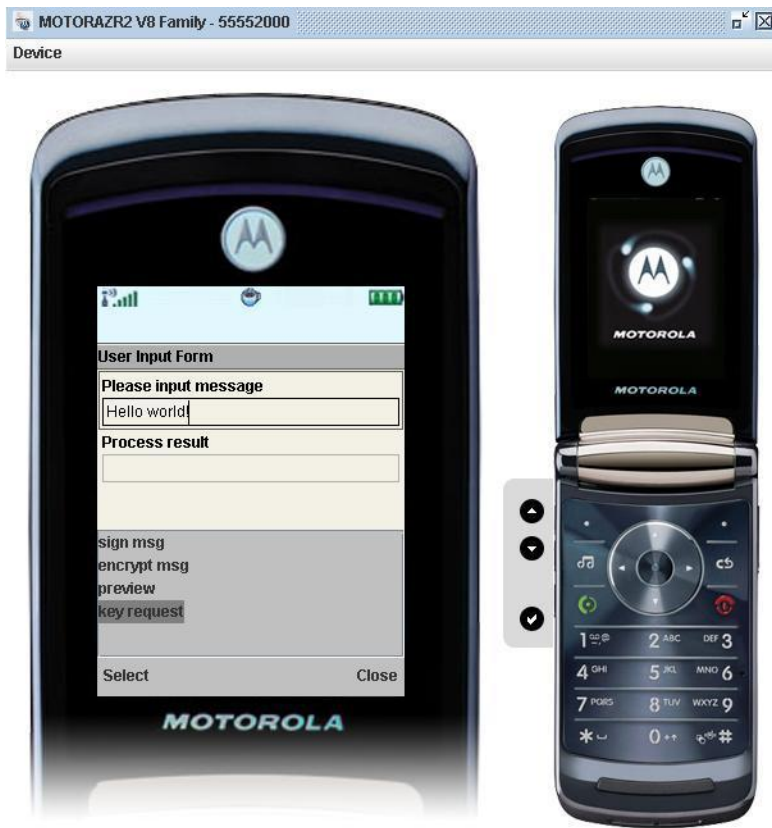 MOTORAZR2 V8 Family - 55552000
Device
User Input Form
Please input message
Hello world!
Process result
sign msg
encrypt msg
preview
key request
Select
Close
MOTOROLA
MOTOROLA
MOTOROLA
1
2 ABC
DEF 3
4 GHI
5 JKL
MNO 6
7 PQRS
8 TUV
WXYZ 9
*
0 +
#